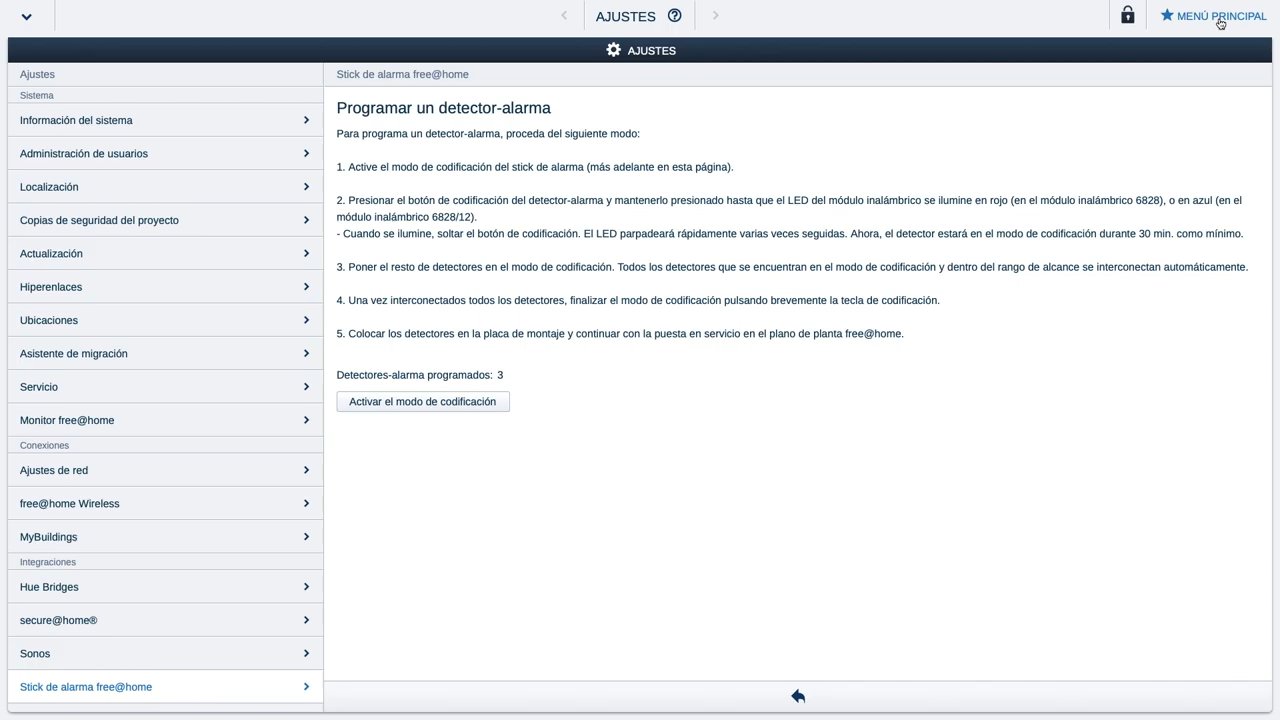 AJUSTES
MENÚ PRINCIPAL
AJUSTES
Ajustes
Stick de alarma free@home
Sistema
Información del sistema
Administración de usuarios
Localización
Copias de seguridad del proyecto
Actualización
Hiperenlaces
Ubicaciones
Asistente de migración
Servicio
Monitor free@home
Conexiones
Ajustes de red
free@home Wireless
MyBuildings
Integraciones
Hue Bridges
secure@home®
Sonos
Stick de alarma free@home
Programar un detector-alarma
Para programa un detector-alarma, proceda del siguiente modo:
1. Active el modo de codificación del stick de alarma (más adelante en esta página).
2. Presionar el botón de codificación del detector-alarma y mantenerlo presionado hasta que el LED del módulo inalámbrico se ilumine en rojo (en el módulo inalámbrico 6828), o en azul (en el
módulo inalámbrico 6828/12).
- Cuando se ilumine, soltar el botón de codificación. El LED parpadeará rápidamente varias veces seguidas. Ahora, el detector estará en el modo de codificación durante 30 min. como mínimo.
3. Poner el resto de detectores en el modo de codificación. Todos los detectores que se encuentran en el modo de codificación y dentro del rango de alcance se interconectan automáticamente.
4. Una vez interconectados todos los detectores, finalizar el modo de codificación pulsando brevemente la tecla de codificación.
5. Colocar los detectores en la placa de montaje y continuar con la puesta en servicio en el plano de planta free@home.
Detectores-alarma programados: 3
Activar el modo de codificación